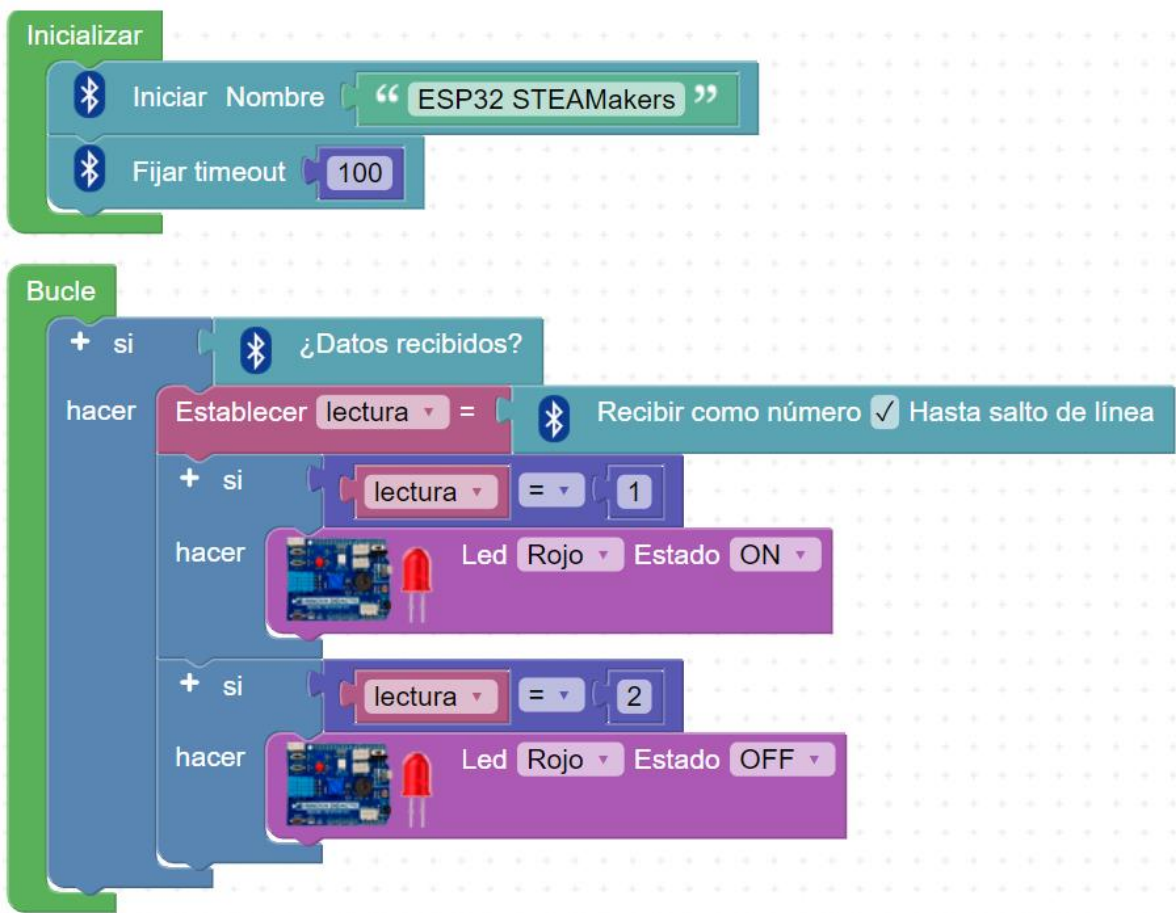 Inicializar
Iniciar Nombre “ ESP32 STEAMakers ”
Fijar timeout 100
Bucle
+ si ¿Datos recibidos?
hacer Establecer lectura = Recibir como número ✓ Hasta salto de línea
+ si lectura = 1
hacer Led Rojo Estado ON
+ si lectura = 2
hacer Led Rojo Estado OFF